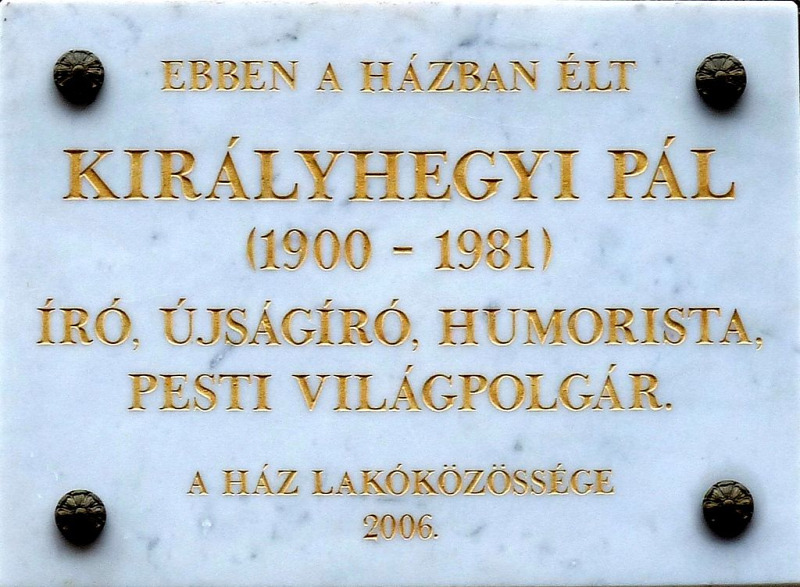 EBBEN A HÁZBAN ÉLT
KIRÁLYHEGYI PÁL
(1900 - 1981)
ÍRÓ, ÚJSÁGÍRÓ, HUMORISTA,
PESTI VILÁGPOLGÁR.
A HÁZ LAKÓKÖZÖSSÉGE
2006.